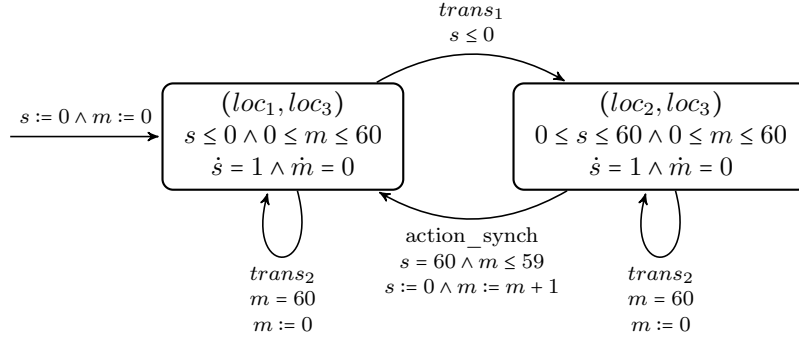 trans₁
s ≤ 0
s := 0 ∧ m := 0
(loc₁, loc₃)
s ≤ 0 ∧ 0 ≤ m ≤ 60
ṡ = 1 ∧ ṁ = 0
(loc₂, loc₃)
0 ≤ s ≤ 60 ∧ 0 ≤ m ≤ 60
ṡ = 1 ∧ ṁ = 0
action_synch
s = 60 ∧ m ≤ 59
s := 0 ∧ m := m + 1
trans₂
m = 60
m := 0
trans₂
m = 60
m := 0